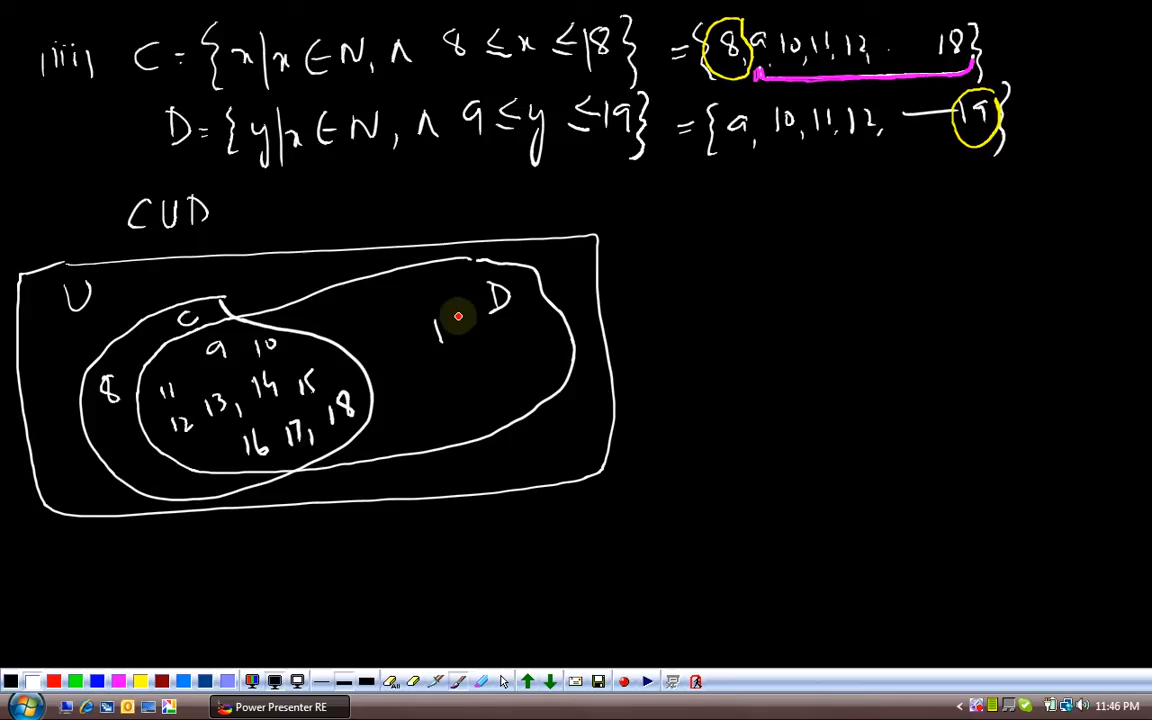 (iii) C = {x|x ∈ N, ∧ 8 ≤ x ≤ 18} = {8, 9, 10, 11, 12, . . 18}
D = {y|x ∈ N, ∧ 9 ≤ y ≤ 19} = {9, 10, 11, 12, — 19}
C U D
U
C
D
9 10
1
8
11
14 15
12
13,
18
16 17,
Power Presenter RE
11:46 PM